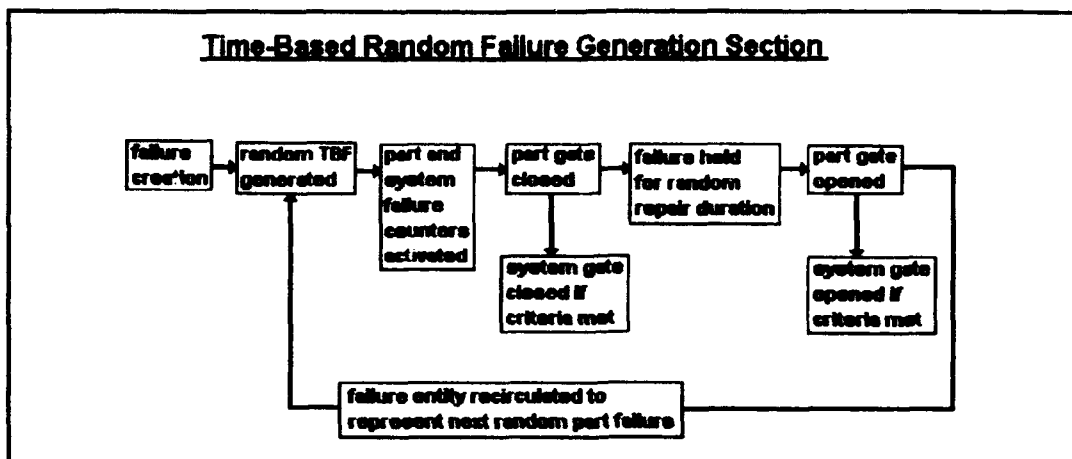 Time-Based Random Failure Generation Section
failure
creation
random TBF
generated
part and
system
failure
counters
activated
part gate
closed
failure held
for random
repair duration
part gate
opened
system gate
closed if
criteria met
system gate
opened if
criteria met
failure entity recirculated to
represent next random part failure